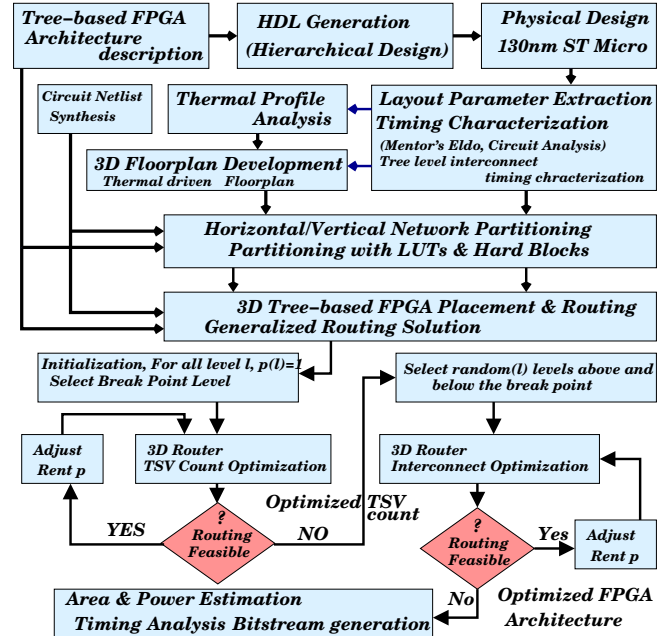 Tree-based FPGA
Architecture
description
HDL Generation
(Hierarchical Design)
Physical Design
130nm ST Micro
Circuit Netlist
Synthesis
Thermal Profile
Analysis
Layout Parameter Extraction
Timing Characterization
(Mentor's Eldo, Circuit Analysis)
Tree level interconnect
timing chracterization
3D Floorplan Development
Thermal driven Floorplan
Horizontal/Vertical Network Partitioning
Partitioning with LUTs & Hard Blocks
3D Tree-based FPGA Placement & Routing
Generalized Routing Solution
Initialization, For all level l, p(l)=1
Select Break Point Level
Select random(l) levels above and
below the break point
Adjust
Rent p
3D Router
TSV Count Optimization
3D Router
Interconnect Optimization
Optimized TSV
count
?
Routing
Feasible
YES
NO
?
Routing
Feasible
Yes
No
Adjust
Rent p
Area & Power Estimation
Timing Analysis Bitstream generation
Optimized FPGA
Architecture